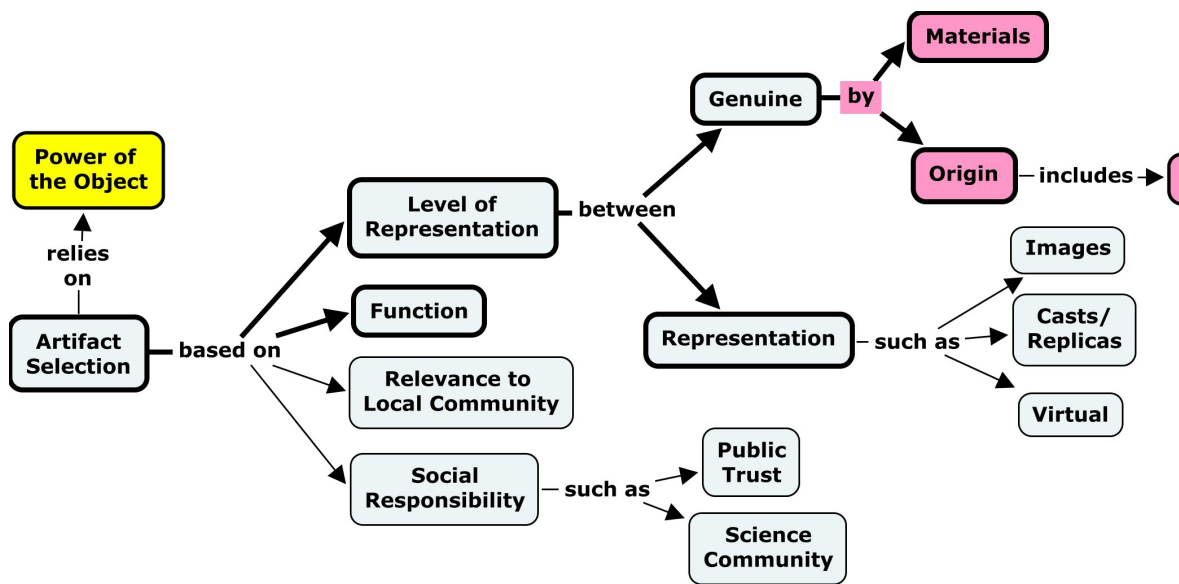 Materials
Genuine
by
Power of
the Object
Origin
includes
Level of
Representation
between
relies
on
Images
Function
Casts/
Replicas
Artifact
Selection
based on
Representation
such as
Relevance to
Local Community
Virtual
Public
Trust
Social
Responsibility
such as
Science
Community